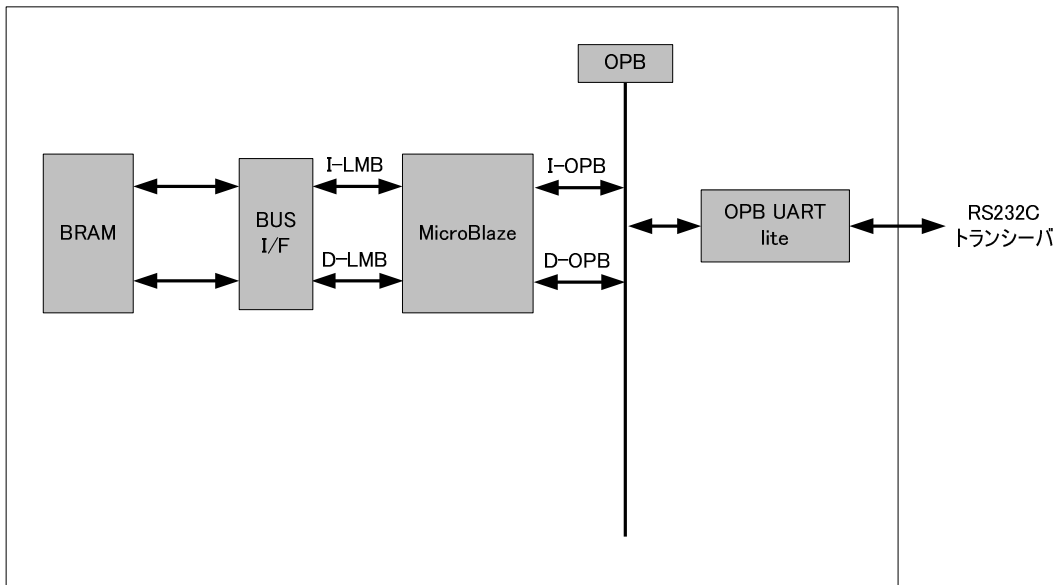 OPB
I-LMB
I-OPB
BRAM
BUS
I/F
MicroBlaze
OPB UART
lite
RS232C
トランシーバ
D-LMB
D-OPB